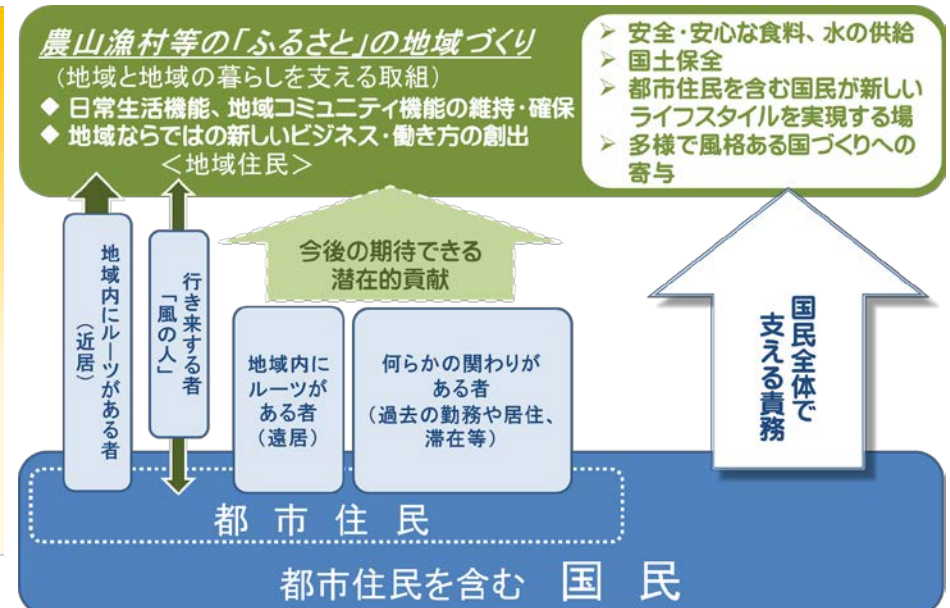 農山漁村等の「ふるさと」の地域づくり
(地域と地域の暮らしを支える取組)
◆ 日常生活機能、地域コミュニティ機能の維持・確保
◆ 地域ならではの新しいビジネス・働き方の創出
<地域住民>
➢ 安全・安心な食料、水の供給
➢ 国土保全
➢ 都市住民を含む国民が新しい
ライフスタイルを実現する場
➢ 多様で風格ある国づくりへの
寄与
地域内にルーツがある者
(近居)
行き来する者
「風の人」
今後の期待できる
潜在的貢献
地域内に
ルーツが
ある者
(遠居)
何らかの関わりが
ある者
(過去の勤務や居住、
滞在等)
国民全体で
支える責務
都市住民
都市住民を含む 国民